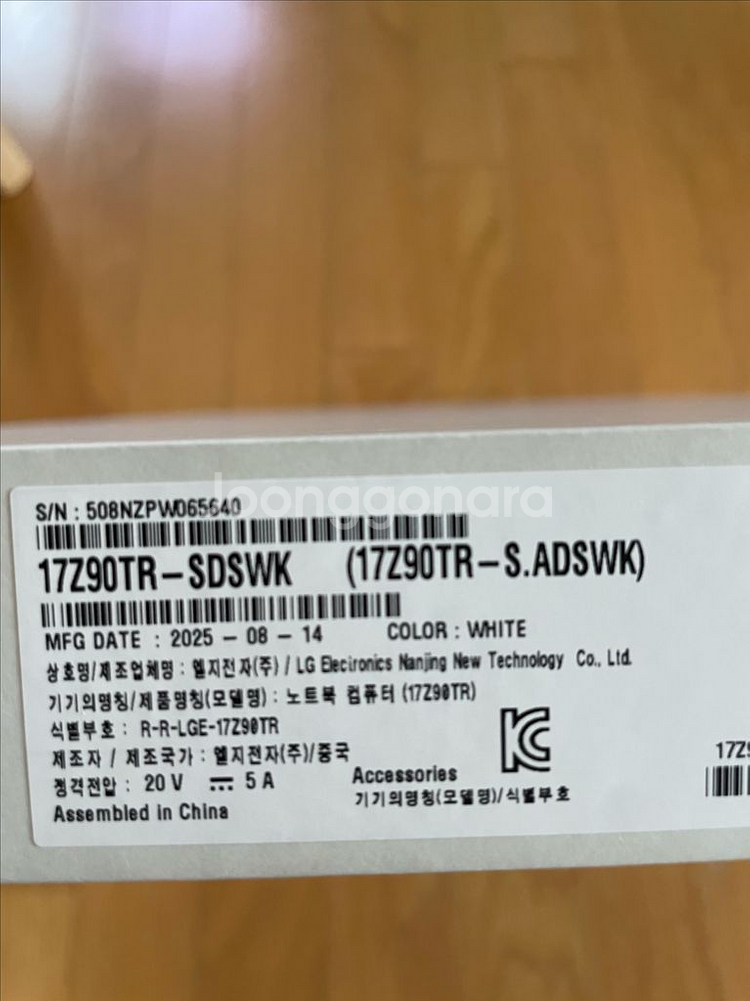 joonggonara
S/N : 508NZPW065640
17Z90TR-SDSWK (17Z90TR-S.ADSWK)
MFG DATE : 2025 - 08 - 14 COLOR : WHITE
상호명/제조업체명 : 엘지전자(주) / LG Electronics Nanjing New Technology Co., Ltd.
기기의명칭/제품명칭(모델명) : 노트북 컴퓨터 (17Z90TR)
식별부호 : R-R-LGE-17Z90TR
제조자 / 제조국가 : 엘지전자(주)/중국
정격전압 : 20 V ⎓ 5 A
Accessories
기기의명칭(모델명)/식별부호
Assembled in China